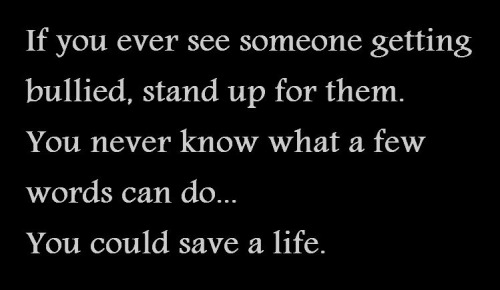 If you ever see someone getting
bullied, stand up for them.
You never know what a few
words can do...
You could save a life.